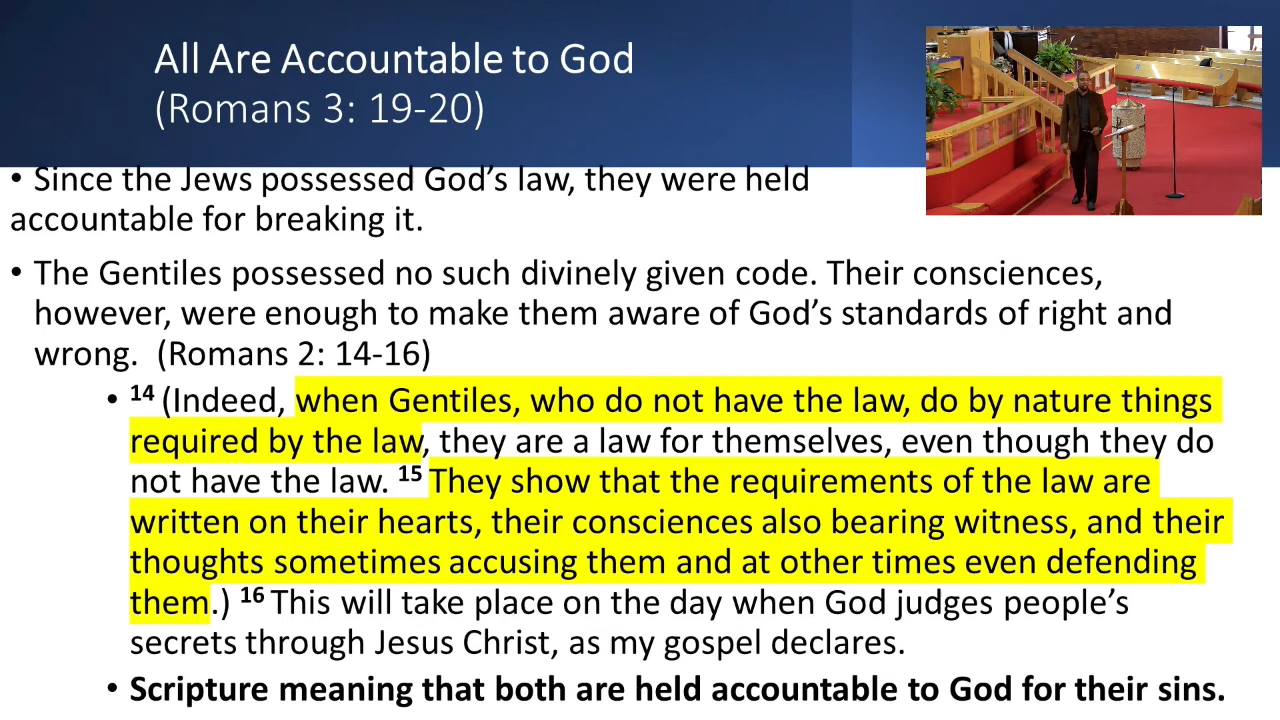 All Are Accountable to God
(Romans 3: 19-20)
• Since the Jews possessed God’s law, they were held
accountable for breaking it.
• The Gentiles possessed no such divinely given code. Their consciences,
however, were enough to make them aware of God’s standards of right and
wrong. (Romans 2: 14-16)
• 14 (Indeed, when Gentiles, who do not have the law, do by nature things
required by the law, they are a law for themselves, even though they do
not have the law. 15 They show that the requirements of the law are
written on their hearts, their consciences also bearing witness, and their
thoughts sometimes accusing them and at other times even defending
them.) 16 This will take place on the day when God judges people’s
secrets through Jesus Christ, as my gospel declares.
• Scripture meaning that both are held accountable to God for their sins.